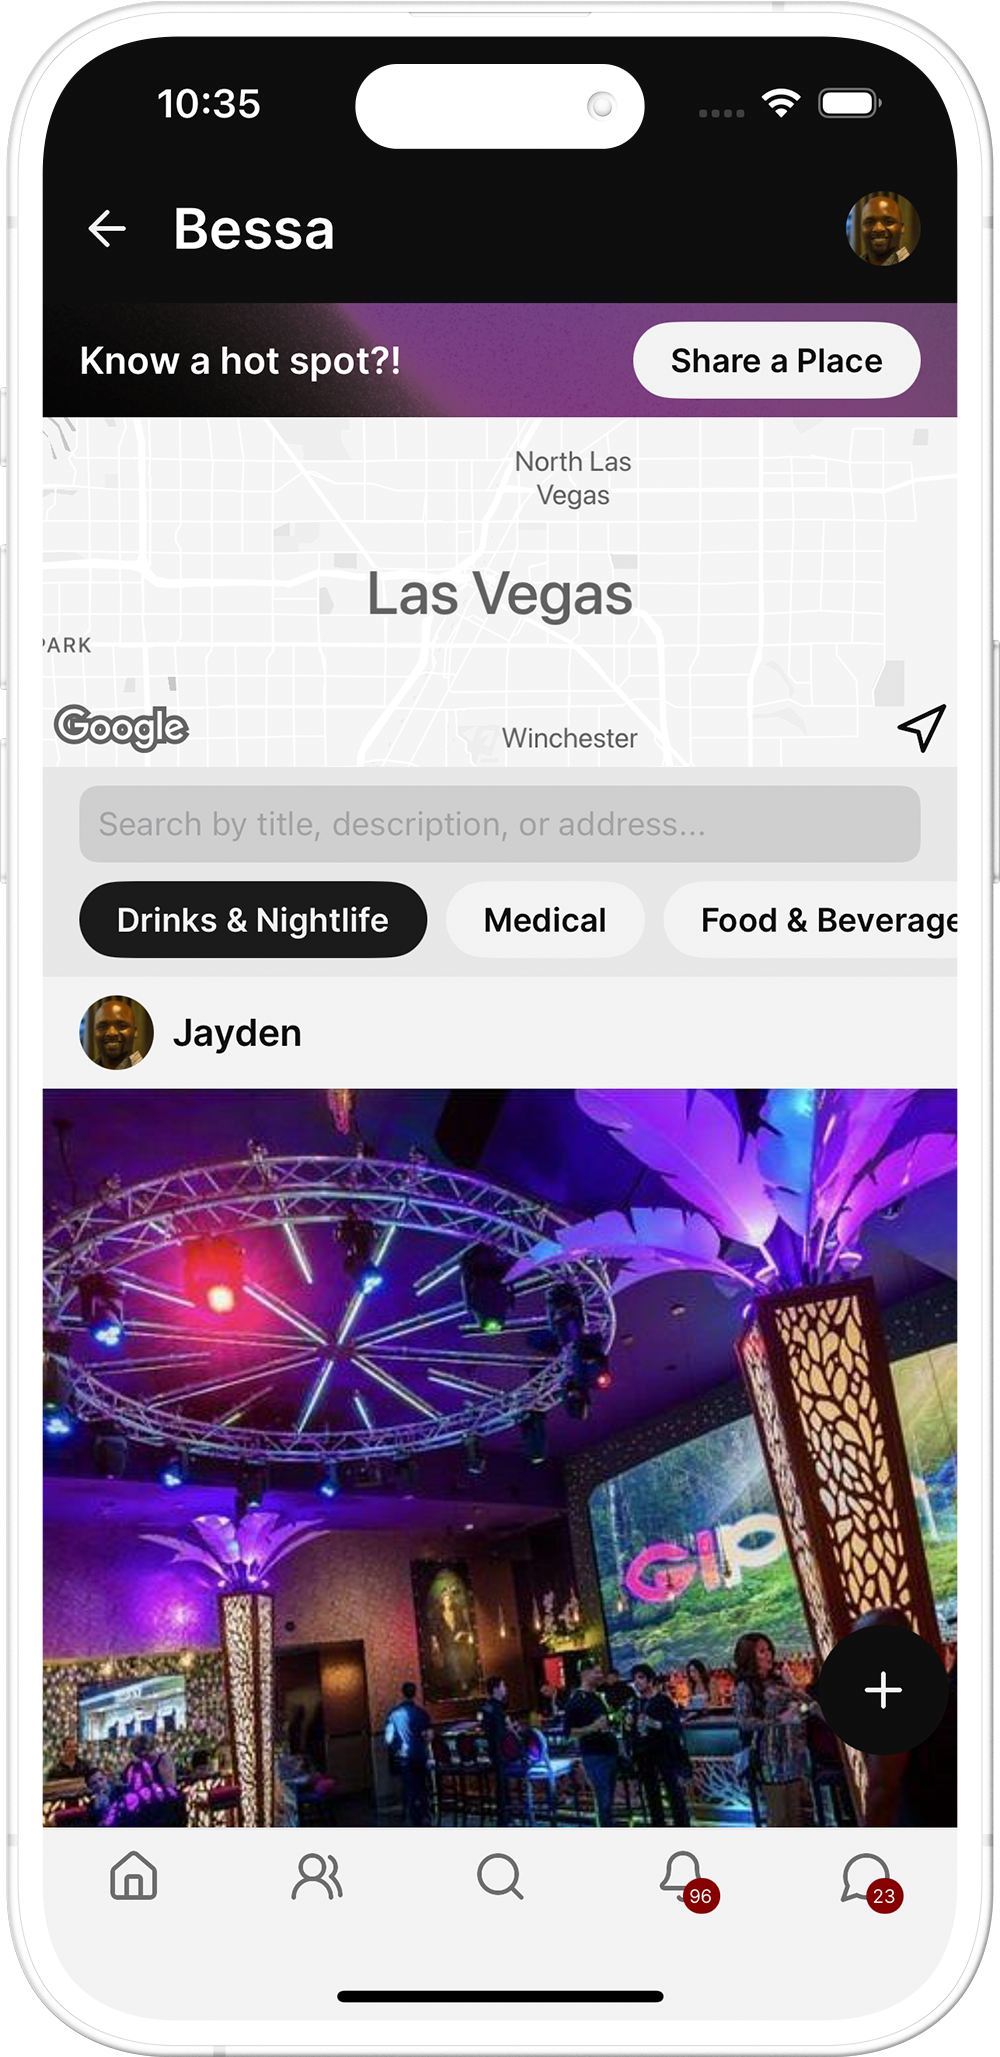 10:35
Bessa
Know a hot spot?!
Share a Place
North Las
Vegas
Las Vegas
PARK
Google
Winchester
Search by title, description, or address...
Drinks & Nightlife
Medical
Food & Beverage
Jayden
GIP
96
23